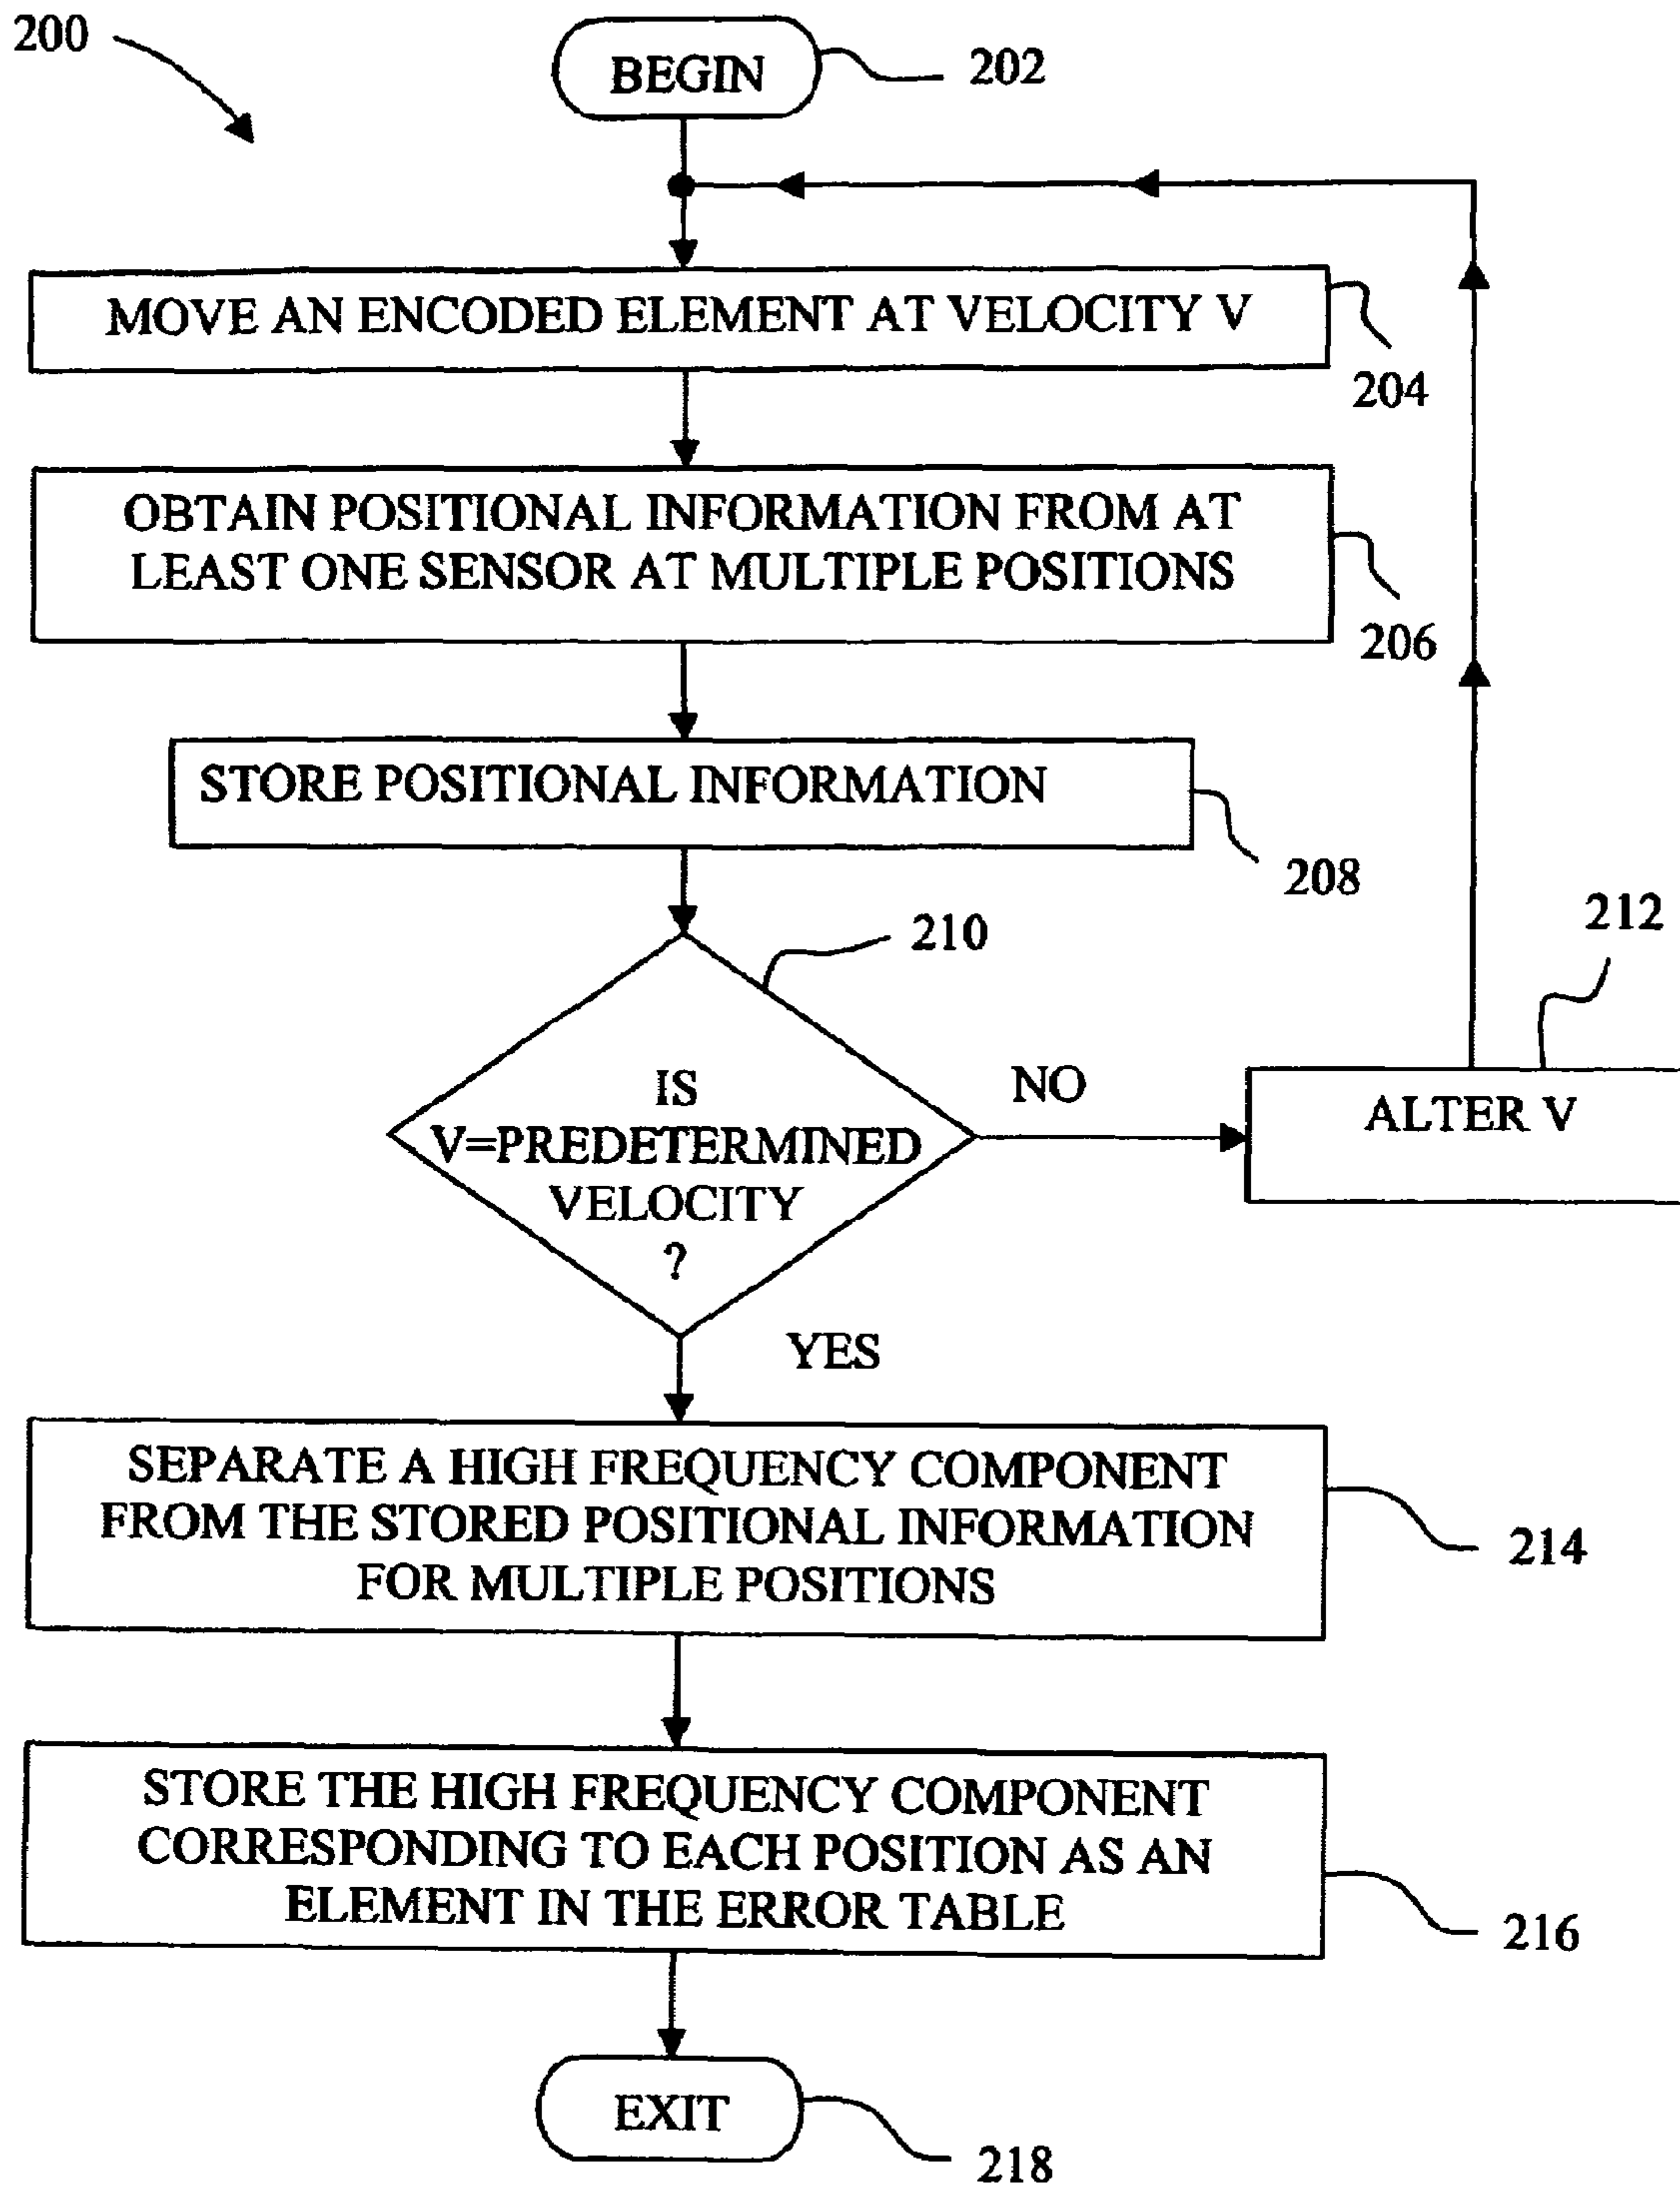 200
BEGIN
202
MOVE AN ENCODED ELEMENT AT VELOCITY V
204
OBTAIN POSITIONAL INFORMATION FROM AT
LEAST ONE SENSOR AT MULTIPLE POSITIONS
206
STORE POSITIONAL INFORMATION
208
210
212
IS
V=PREDETERMINED
VELOCITY
?
NO
ALTER V
YES
SEPARATE A HIGH FREQUENCY COMPONENT
FROM THE STORED POSITIONAL INFORMATION
FOR MULTIPLE POSITIONS
214
STORE THE HIGH FREQUENCY COMPONENT
CORRESPONDING TO EACH POSITION AS AN
ELEMENT IN THE ERROR TABLE
216
EXIT
218